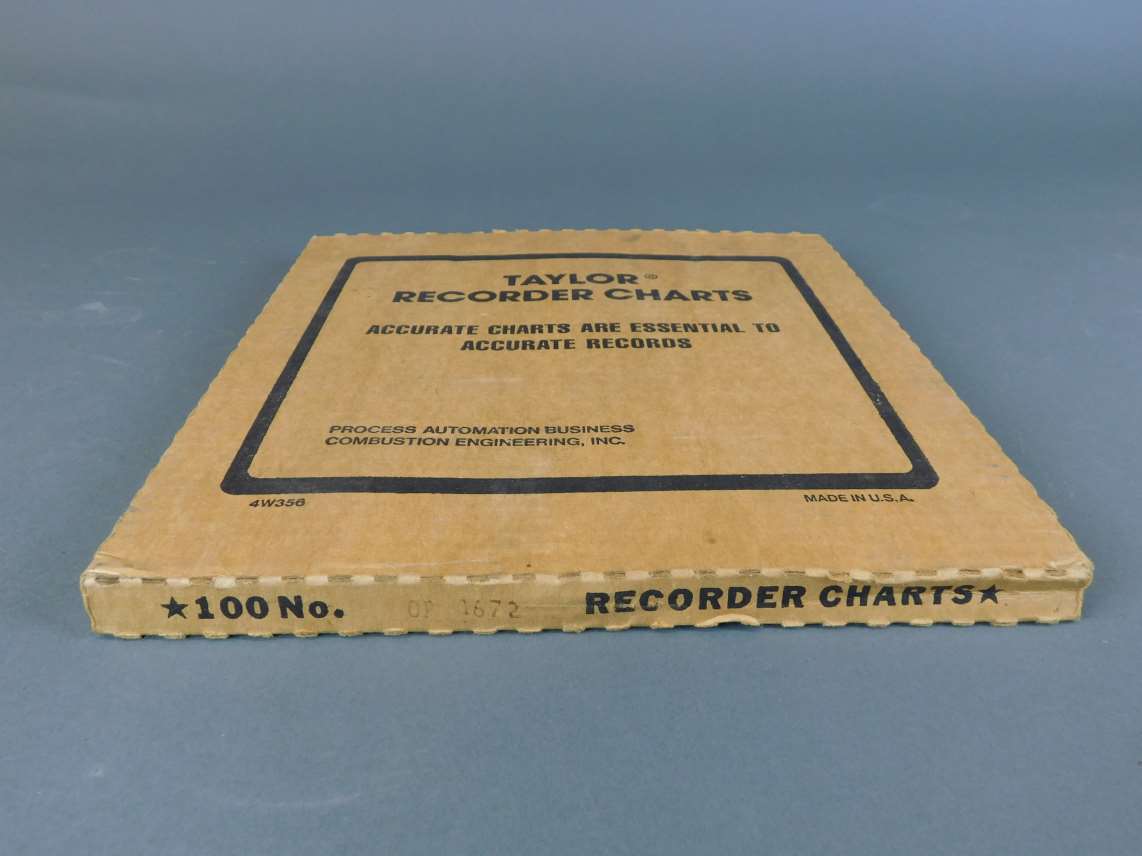 TAYLOR®
RECORDER CHARTS
ACCURATE CHARTS ARE ESSENTIAL TO
ACCURATE RECORDS
PROCESS AUTOMATION BUSINESS
COMBUSTION ENGINEERING, INC.
4W356 MADE IN U.S.A.
★100 No. 1672 RECORDER CHARTS★